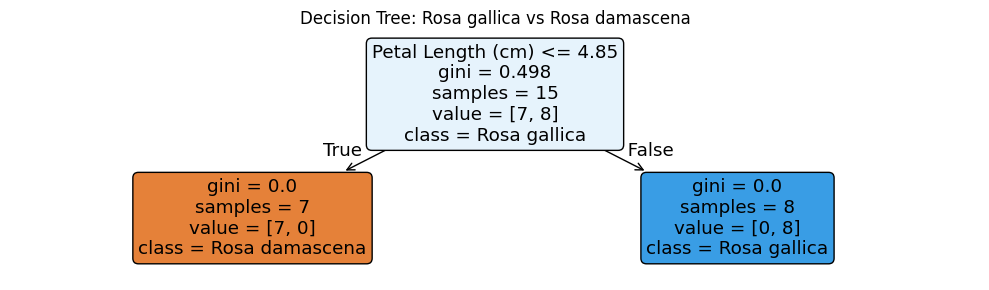 Decision Tree: Rosa gallica vs Rosa damascena
Petal Length (cm) <= 4.85
gini = 0.498
samples = 15
value = [7, 8]
class = Rosa gallica
True
False
gini = 0.0
samples = 7
value = [7, 0]
class = Rosa damascena
gini = 0.0
samples = 8
value = [0, 8]
class = Rosa gallica